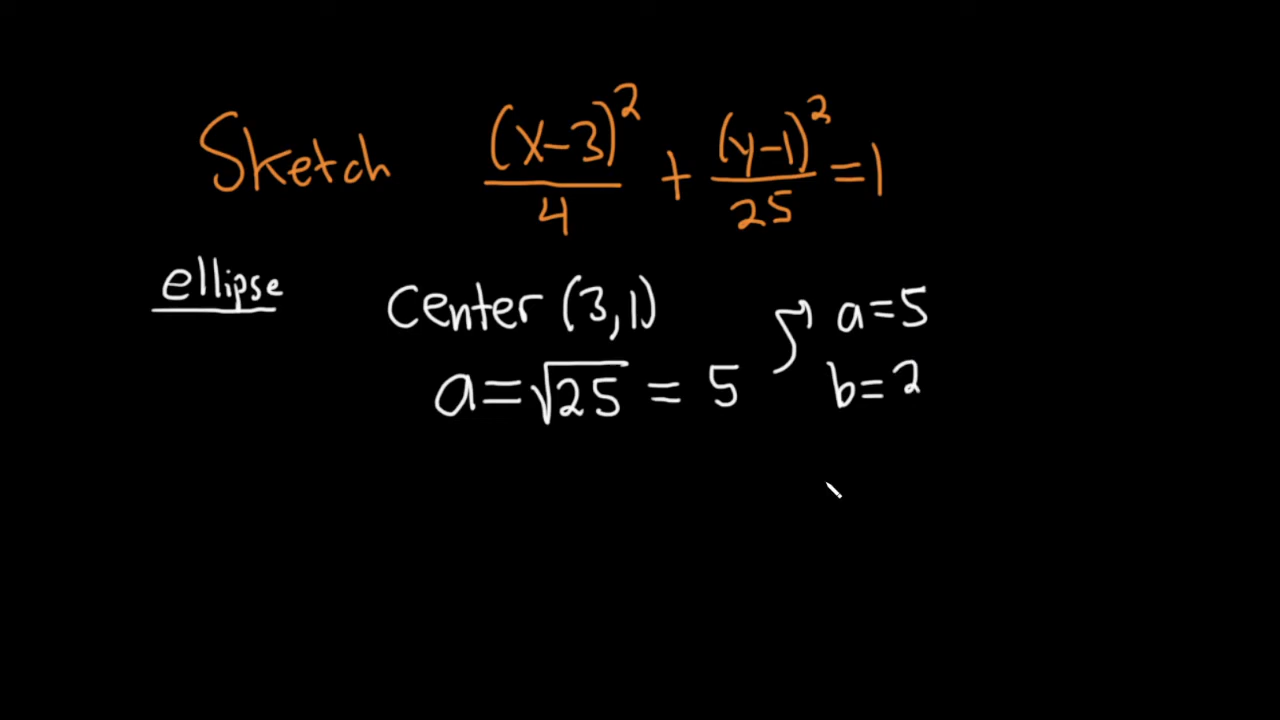 Sketch (x-3)²/4 + (y-1)²/25 = 1
ellipse center (3,1) a=5
a=√25 = 5 b=2